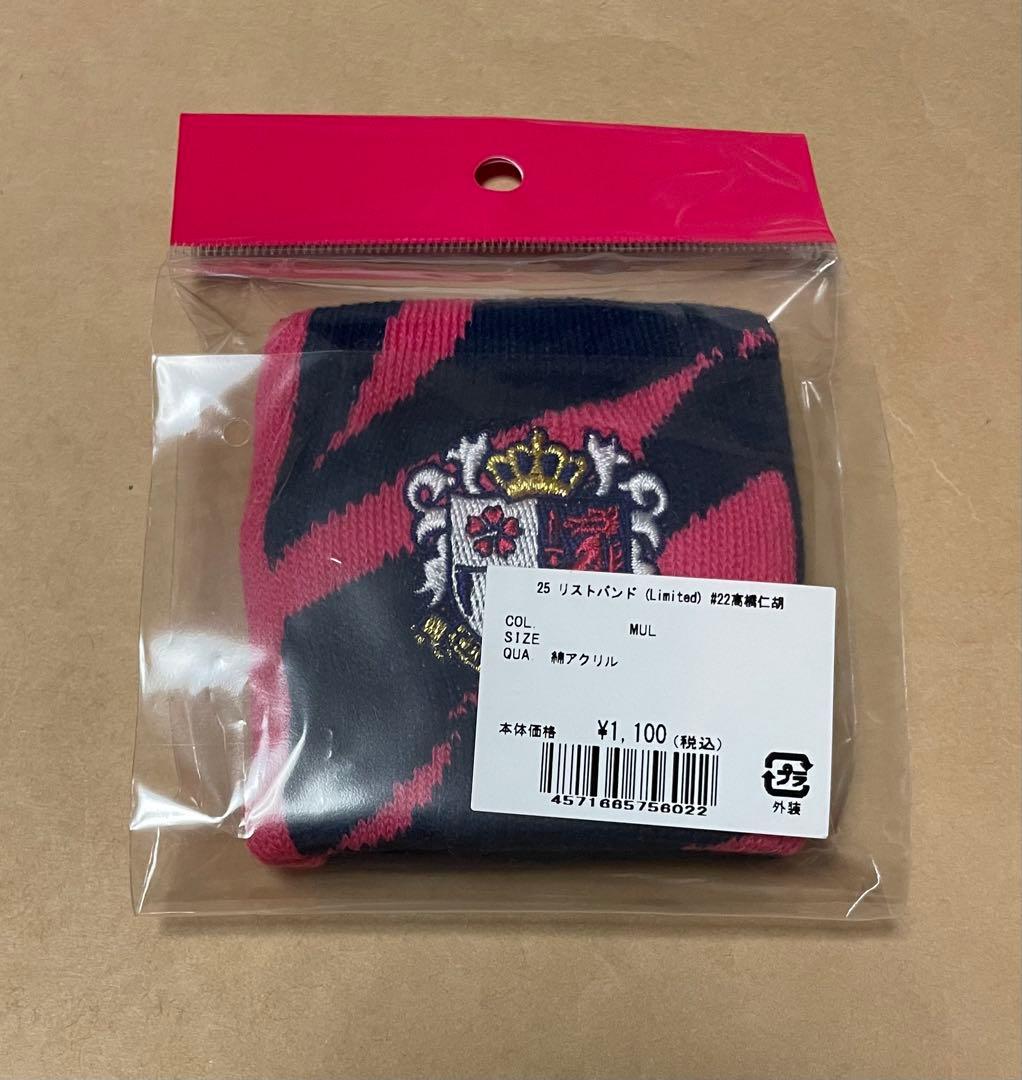 25 リストバンド (Limited) #22高橋仁胡
COL. MUL
SIZE
QUA. 綿アクリル
本体価格 ¥1,100(税込)
4571665756022
プラ
外装